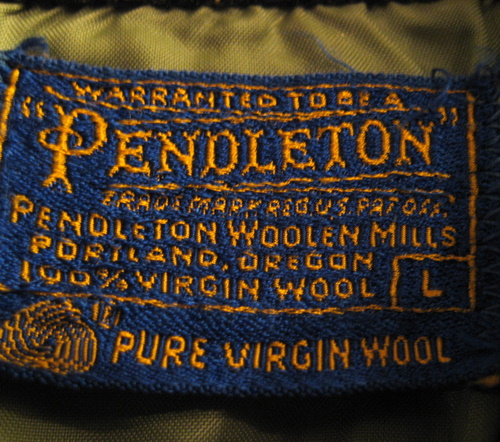 WARRANTED TO BE A
"PENDLETON"
TRADE MARK REG. U.S. PAT. OFF.
PENDLETON WOOLEN MILLS
PORTLAND, OREGON
100% VIRGIN WOOL L
PURE VIRGIN WOOL